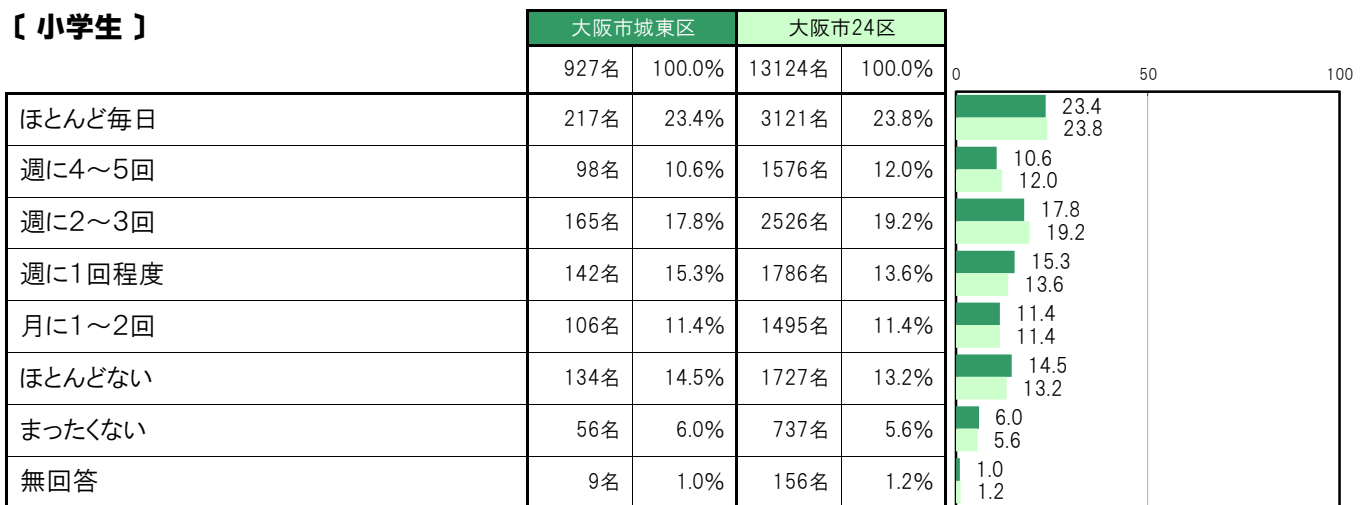 〔 小学生 〕
大阪市城東区 大阪市24区
927名 100.0% 13124名 100.0%
0 50 100
ほとんど毎日 217名 23.4% 3121名 23.8% 23.4
23.8
週に4～5回 98名 10.6% 1576名 12.0% 10.6
12.0
週に2～3回 165名 17.8% 2526名 19.2% 17.8
19.2
週に1回程度 142名 15.3% 1786名 13.6% 15.3
13.6
月に1～2回 106名 11.4% 1495名 11.4% 11.4
11.4
ほとんどない 134名 14.5% 1727名 13.2% 14.5
13.2
まったくない 56名 6.0% 737名 5.6% 6.0
5.6
無回答 9名 1.0% 156名 1.2% 1.0
1.2